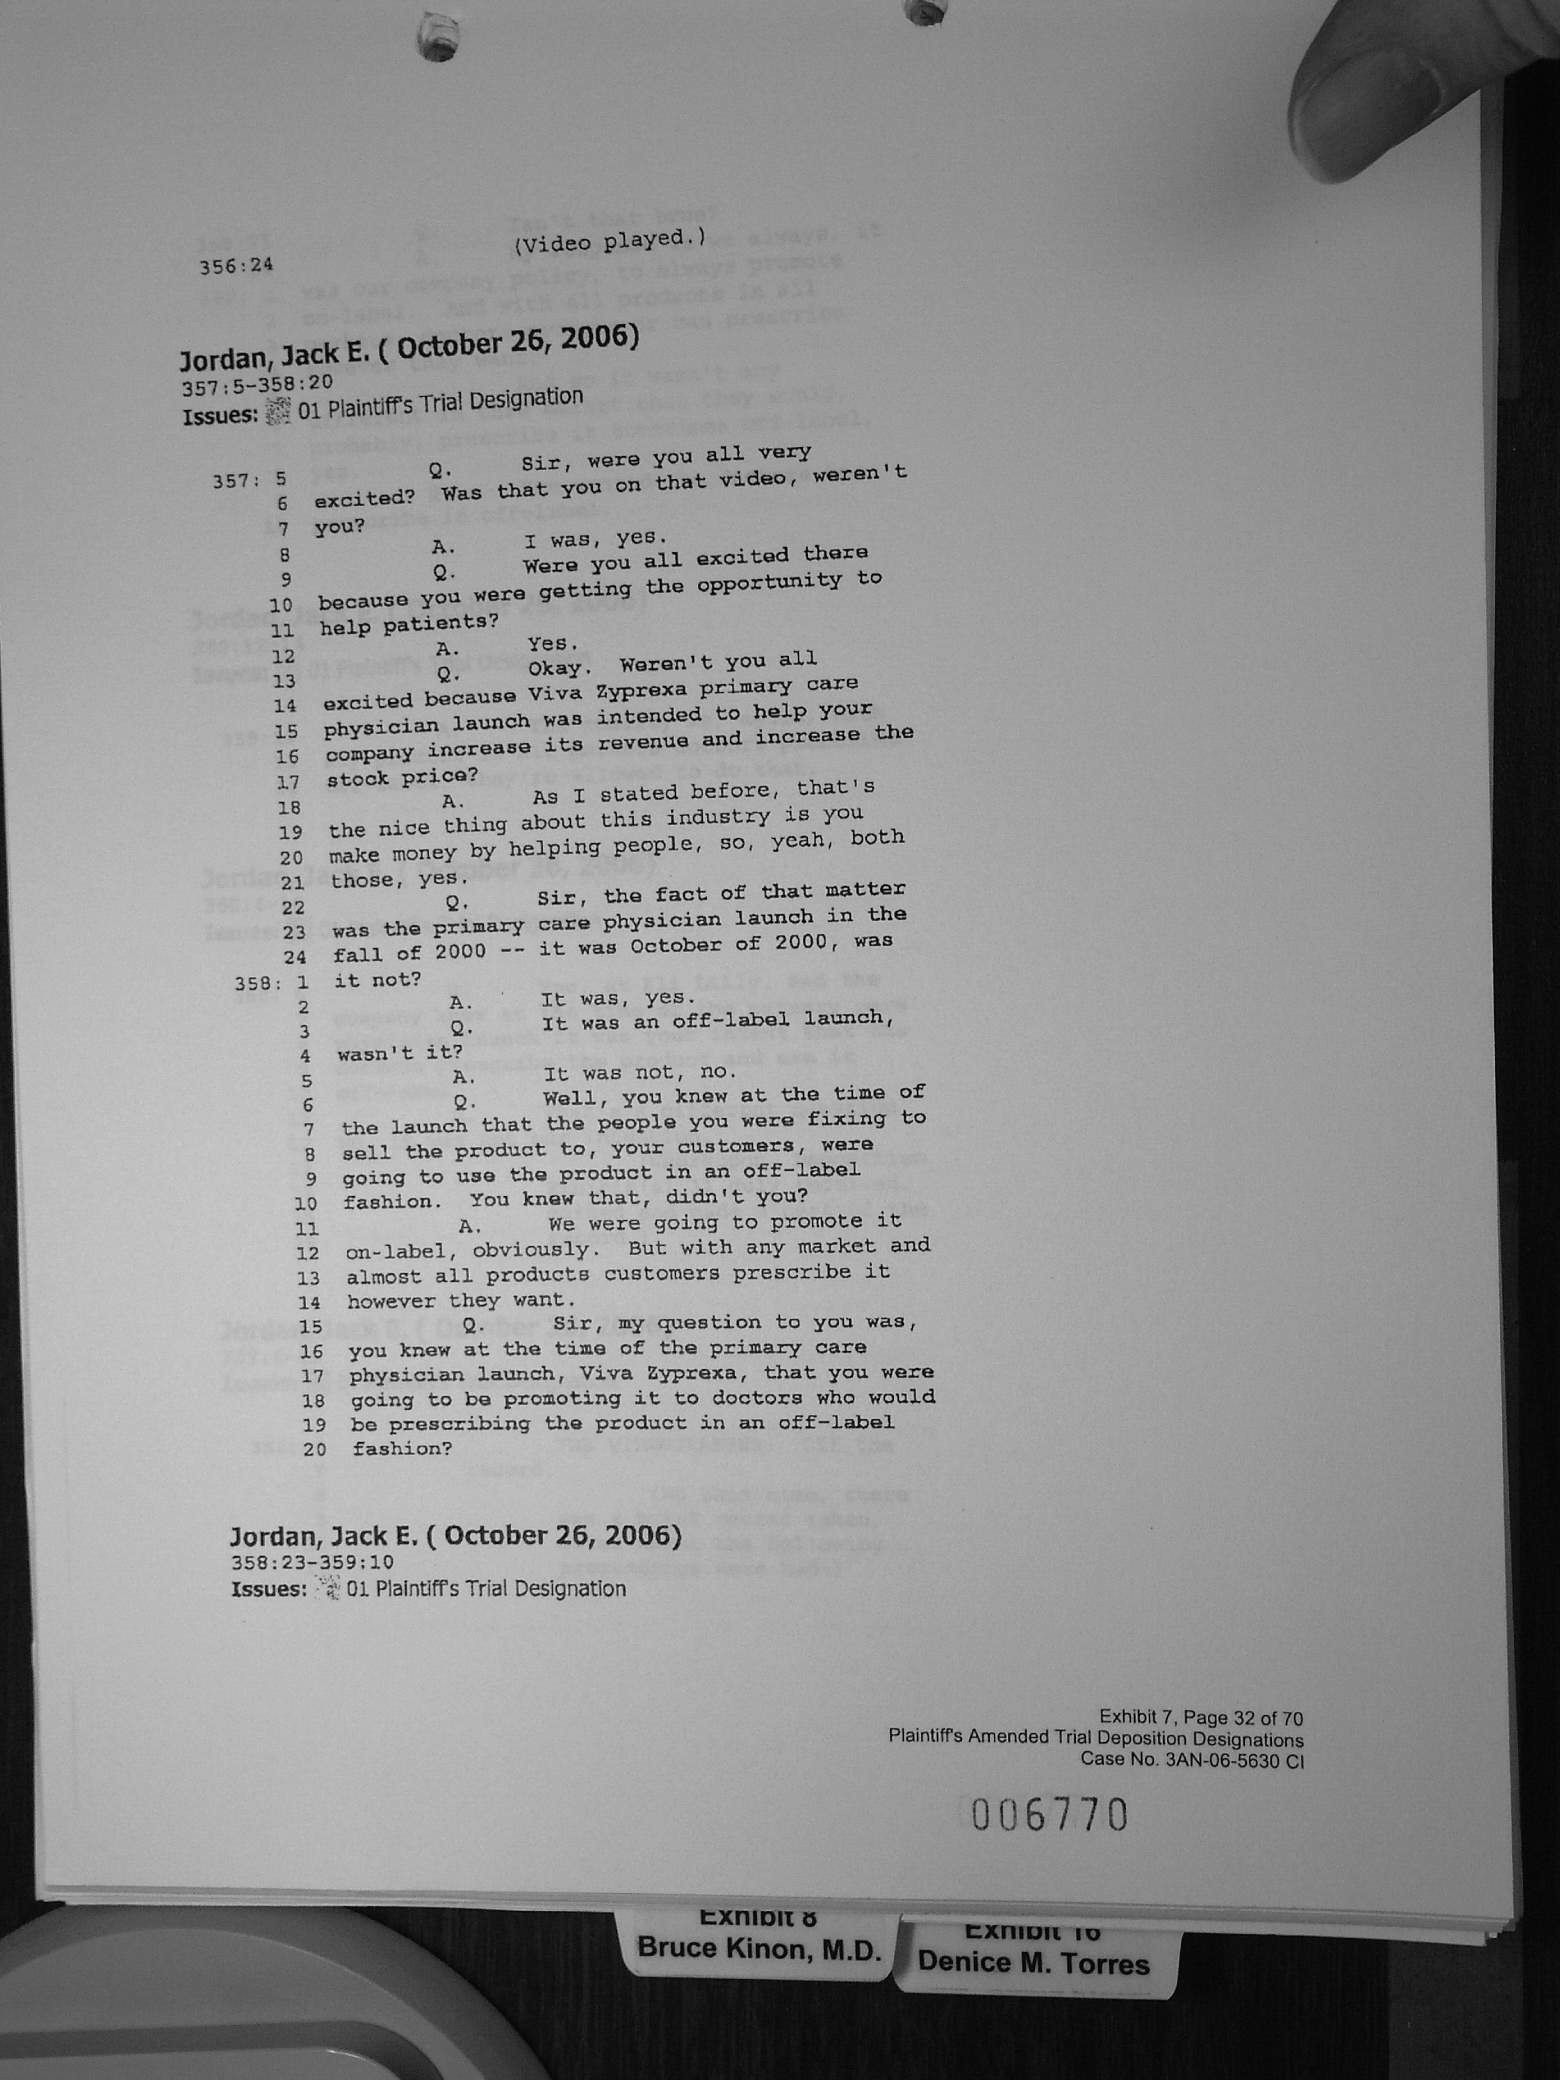 (Video played.)
356:24
Jordan, Jack E. ( October 26, 2006)
357:5-358:20
Issues: 01 Plaintiff's Trial Designation
357: 5 Q. Sir, were you all very
6 excited? Was that you on that video, weren't
7 you?
8 A. I was, yes.
9 Q. Were you all excited there
10 because you were getting the opportunity to
11 help patients?
12 A. Yes.
13 Q. Okay. Weren't you all
14 excited because Viva Zyprexa primary care
15 physician launch was intended to help your
16 company increase its revenue and increase the
17 stock price?
18 A. As I stated before, that's
19 the nice thing about this industry is you
20 make money by helping people, so, yeah, both
21 those, yes.
22 Q. Sir, the fact of that matter
23 was the primary care physician launch in the
24 fall of 2000 -- it was October of 2000, was
358: 1 it not?
2 A. It was, yes.
3 Q. It was an off-label launch,
4 wasn't it?
5 A. It was not, no.
6 Q. Well, you knew at the time of
7 the launch that the people you were fixing to
8 sell the product to, your customers, were
9 going to use the product in an off-label
10 fashion. You knew that, didn't you?
11 A. We were going to promote it
12 on-label, obviously. But with any market and
13 almost all products customers prescribe it
14 however they want.
15 Q. Sir, my question to you was,
16 you knew at the time of the primary care
17 physician launch, Viva Zyprexa, that you were
18 going to be promoting it to doctors who would
19 be prescribing the product in an off-label
20 fashion?
Jordan, Jack E. ( October 26, 2006)
358:23-359:10
Issues: 01 Plaintiff's Trial Designation
Exhibit 7, Page 32 of 70
Plaintiff's Amended Trial Deposition Designations
Case No. 3AN-06-5630 CI
006770
Exhibit 8
Bruce Kinon, M.D.
Exhibit 16
Denice M. Torres